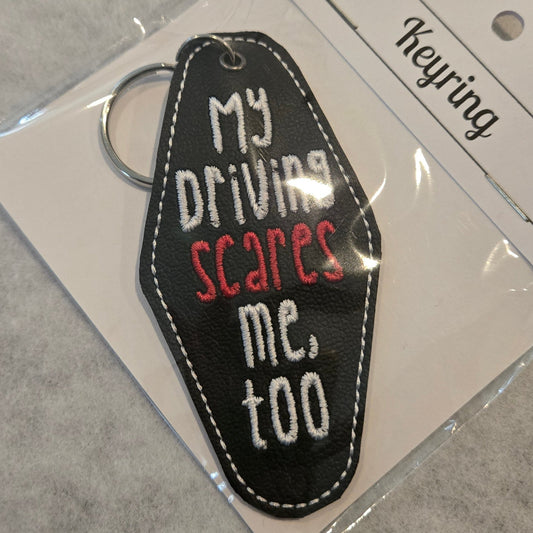 Keyring
My
Driving
scares
me,
too